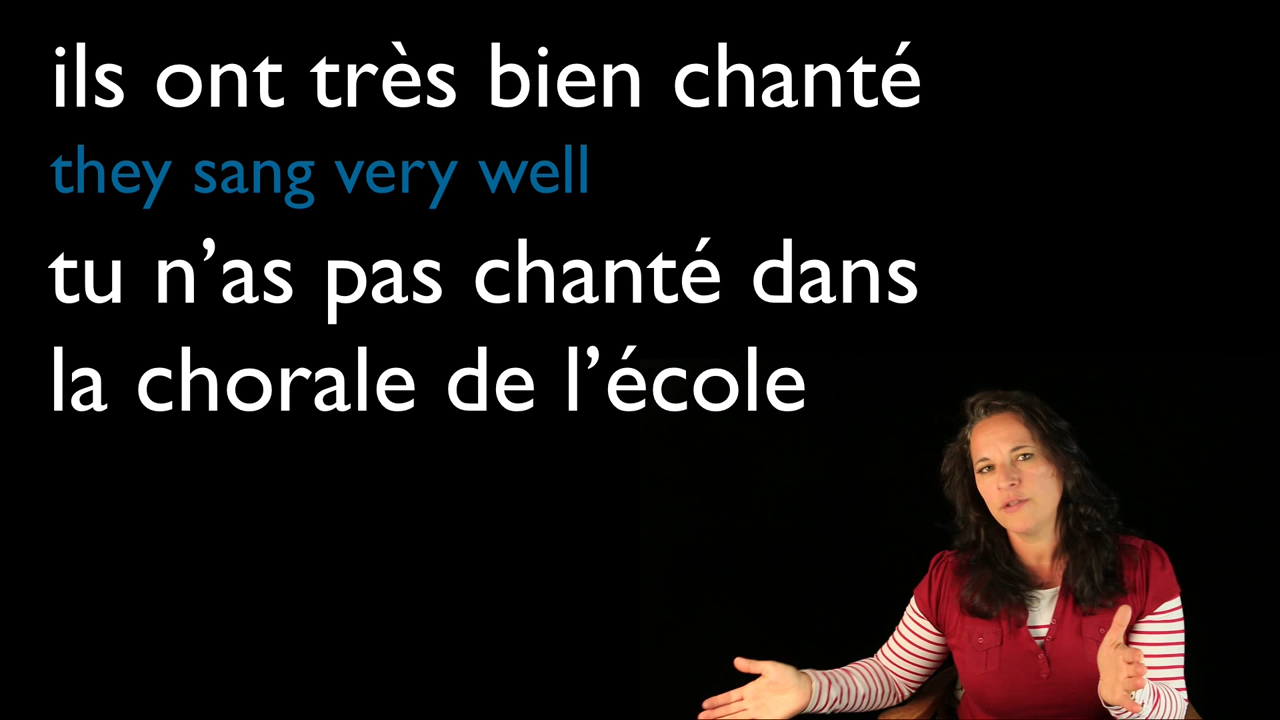 ils ont très bien chanté
they sang very well
tu n’as pas chanté dans
la chorale de l’école